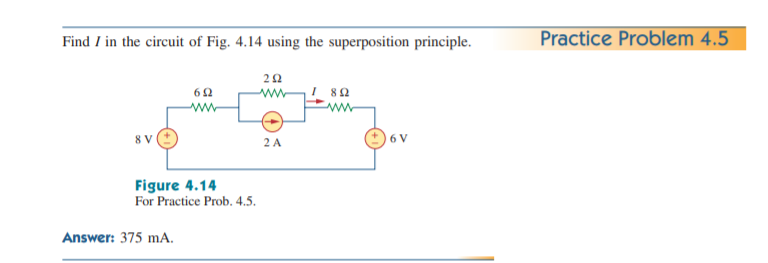 Find I in the circuit of Fig. 4.14 using the superposition principle.
Practice Problem 4.5
2 Ω
6 Ω
I 8 Ω
8 V
+
−
2 A
+
−
6 V
Figure 4.14
For Practice Prob. 4.5.
Answer: 375 mA.